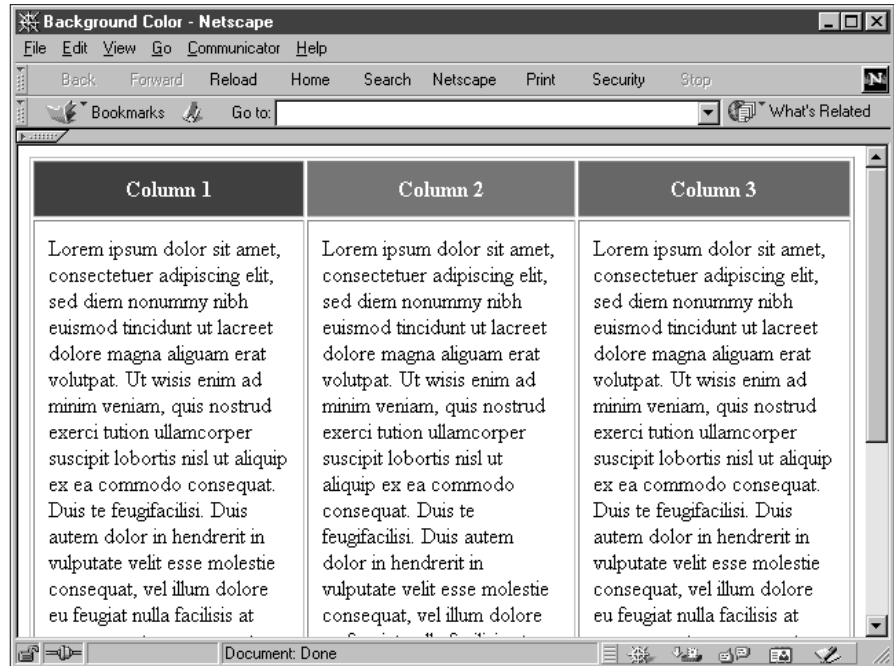 Background Color - Netscape
File Edit View Go Communicator Help
Back Forward Reload Home Search Netscape Print Security Stop
N
Bookmarks Go to: What's Related
Column 1
Column 2
Column 3
Lorem ipsum dolor sit amet,
consectetuer adipiscing elit,
sed diem nonummy nibh
euismod tincidunt ut lacreet
dolore magna aliguam erat
volutpat. Ut wisis enim ad
minim veniam, quis nostrud
exerci tution ullamcorper
suscipit lobortis nisl ut aliquip
ex ea commodo consequat.
Duis te feugifacilisi. Duis
autem dolor in hendrerit in
vulputate velit esse molestie
consequat, vel illum dolore
eu feugiat nulla facilisis at
Lorem ipsum dolor sit amet,
consectetuer adipiscing elit,
sed diem nonummy nibh
euismod tincidunt ut lacreet
dolore magna aliguam erat
volutpat. Ut wisis enim ad
minim veniam, quis nostrud
exerci tution ullamcorper
suscipit lobortis nisl ut
aliquip ex ea commodo
consequat. Duis te
feugifacilisi. Duis autem
dolor in hendrerit in
vulputate velit esse molestie
consequat, vel illum dolore
Lorem ipsum dolor sit amet,
consectetuer adipiscing elit,
sed diem nonummy nibh
euismod tincidunt ut lacreet
dolore magna aliguam erat
volutpat. Ut wisis enim ad
minim veniam, quis nostrud
exerci tution ullamcorper
suscipit lobortis nisl ut aliquip
ex ea commodo consequat.
Duis te feugifacilisi. Duis
autem dolor in hendrerit in
vulputate velit esse molestie
consequat, vel illum dolore
eu feugiat nulla facilisis at
Document: Done